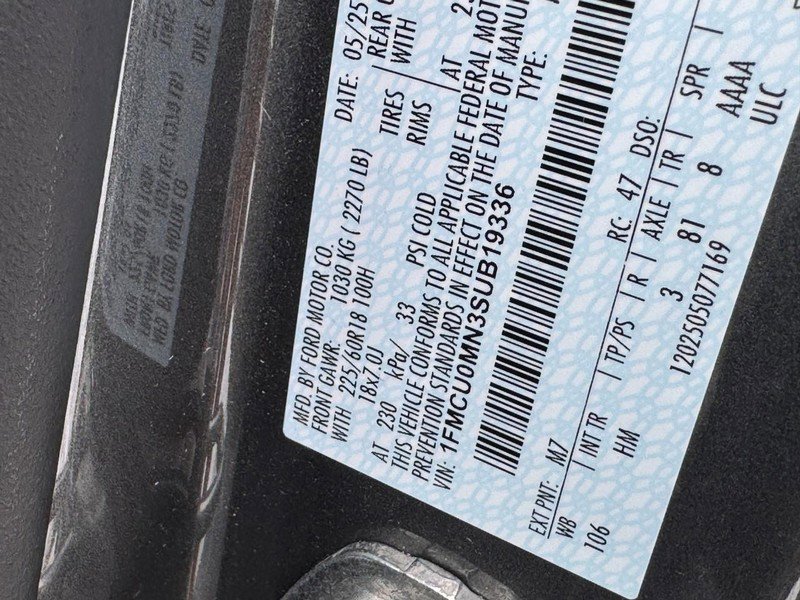 MFD. BY FORD MOTOR CO.
DATE: 05/25
FRONT GAWR: 1030 KG ( 2270 LB)
REAR
WITH 225/60R18 100H
TIRES
WITH
18x7.0J
RIMS
AT 230 kPa/ 33 PSI COLD
AT
THIS VEHICLE CONFORMS TO ALL APPLICABLE FEDERAL MOT
PREVENTION STANDARDS IN EFFECT ON THE DATE OF MANUF
VIN: 1FMCU0MN3SUB19336
TYPE:
EXT PNT: M7 RC: 47 DSO:
WB INT TR TP/PS R AXLE TR SPR
106 HM 3 81 8 AAAA
1202505077169 ULC